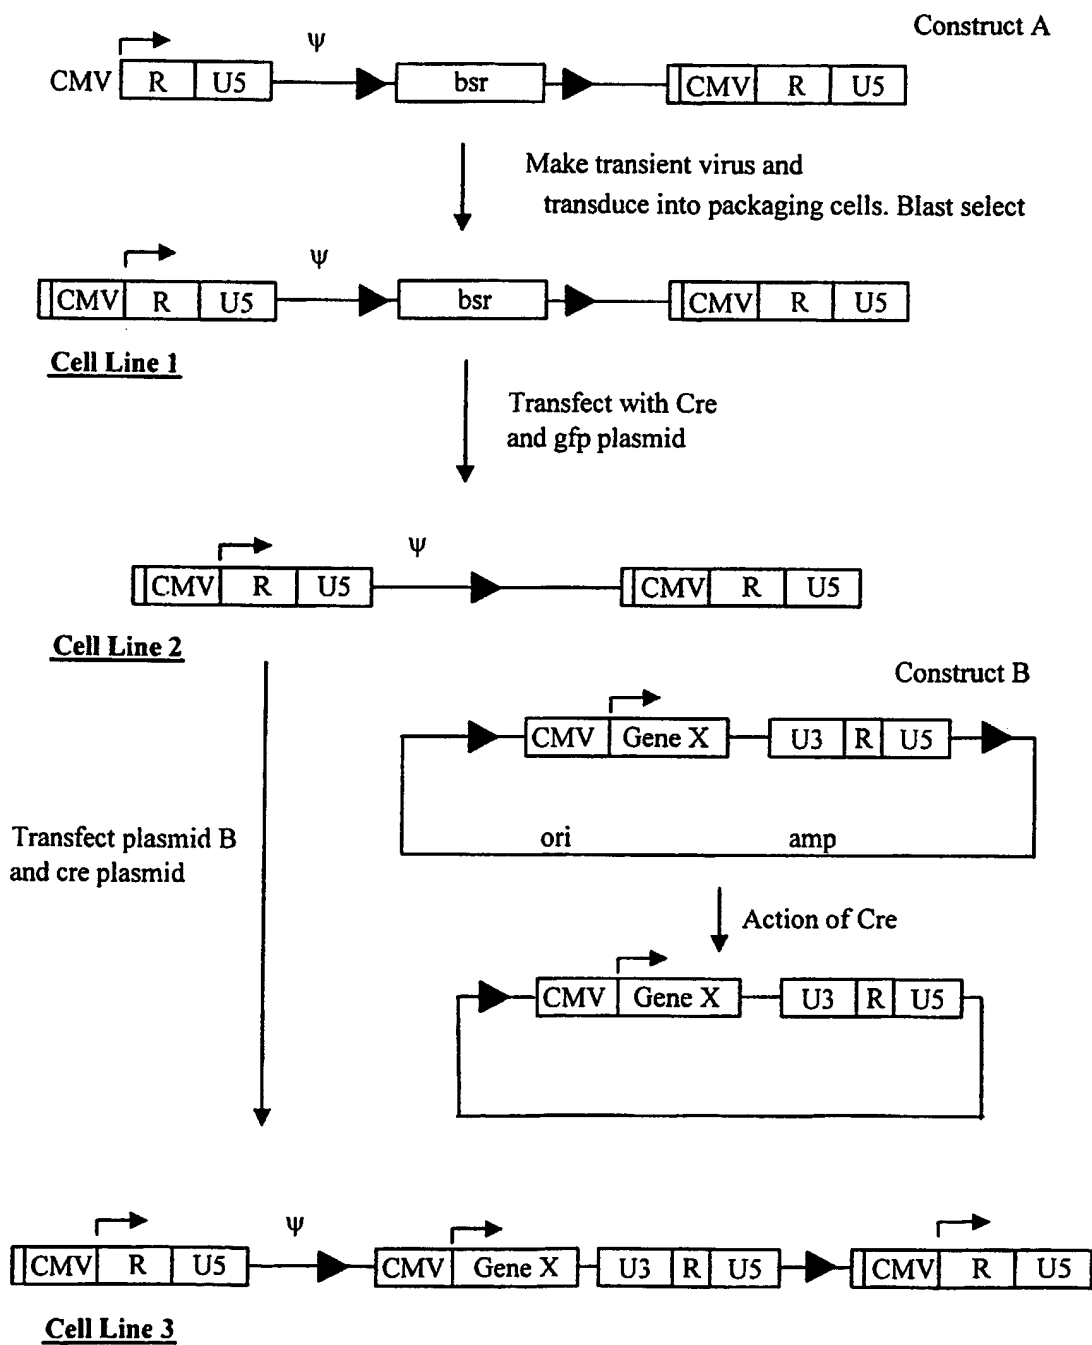 Construct A
ψ
CMV R U5 bsr CMV R U5
Make transient virus and
transduce into packaging cells. Blast select
ψ
CMV R U5 bsr CMV R U5
Cell Line 1
Transfect with Cre
and gfp plasmid
ψ
CMV R U5 CMV R U5
Cell Line 2
Construct B
CMV Gene X U3 R U5
ori amp
Transfect plasmid B
and cre plasmid
Action of Cre
CMV Gene X U3 R U5
ψ
CMV R U5 CMV Gene X U3 R U5 CMV R U5
Cell Line 3